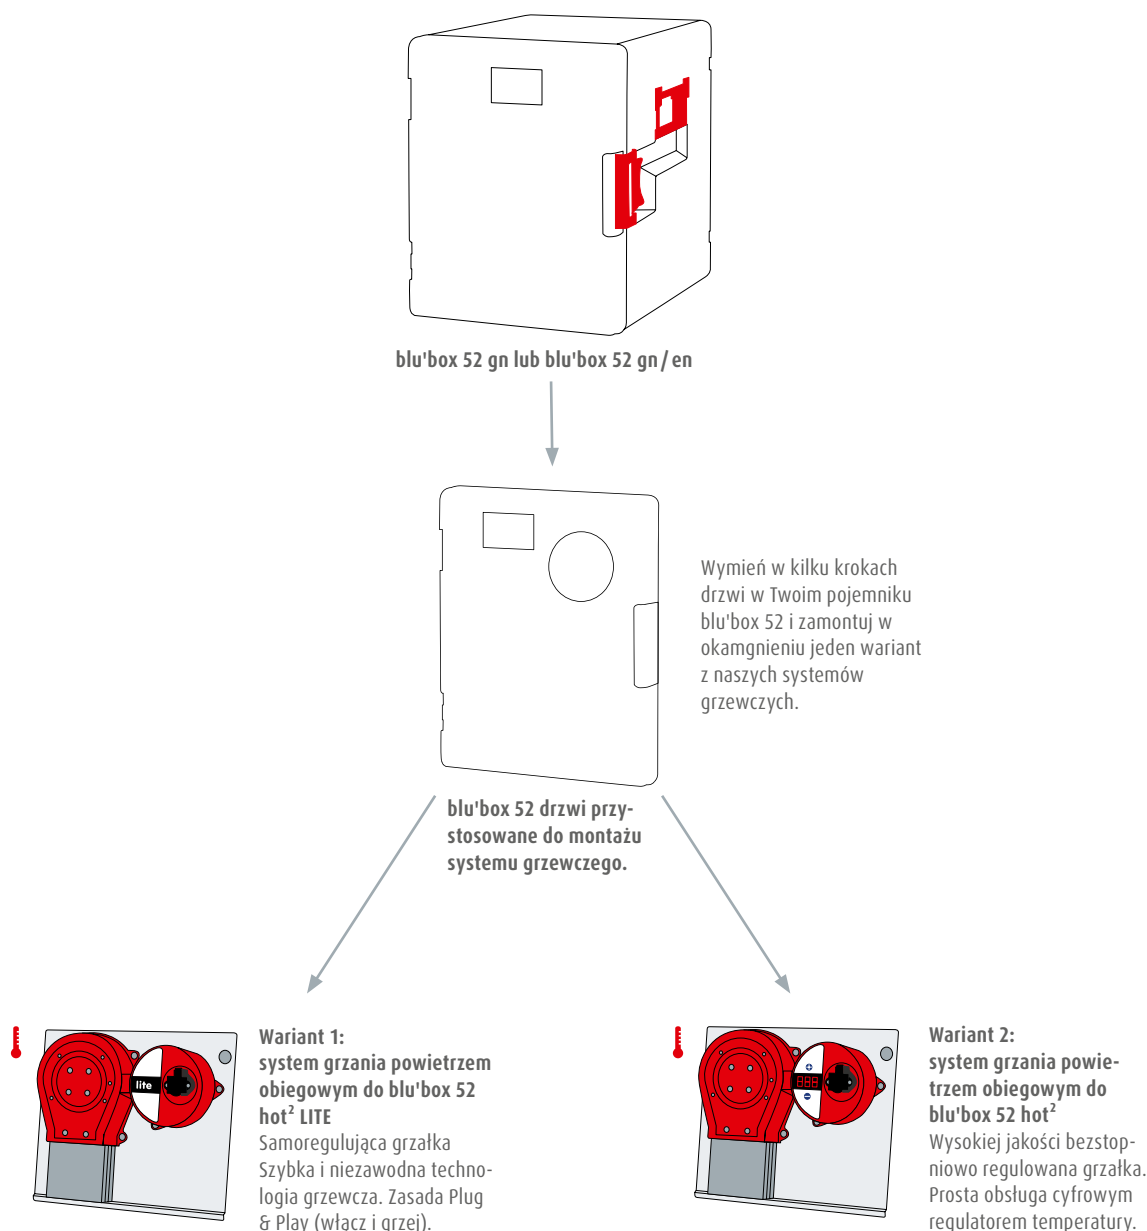 blu'box 52 gn lub blu'box 52 gn / en
Wymień w kilku krokach
drzwi w Twoim pojemniku
blu'box 52 i zamontuj w
okamgnieniu jeden wariant
z naszych systemów
grzewczych.
blu'box 52 drzwi przy-
stosowane do montażu
systemu grzewczego.
lite
Wariant 1:
system grzania powietrzem
obiegowym do blu'box 52
hot² LITE
Samoregulująca grzałka
Szybka i niezawodna techno-
logia grzewcza. Zasada Plug
& Play (włącz i grzej).
888
Wariant 2:
system grzania powie-
trzem obiegowym do
blu'box 52 hot²
Wysokiej jakości bezstop-
niowo regulowana grzałka.
Prosta obsługa cyfrowym
regulatorem temperatury.